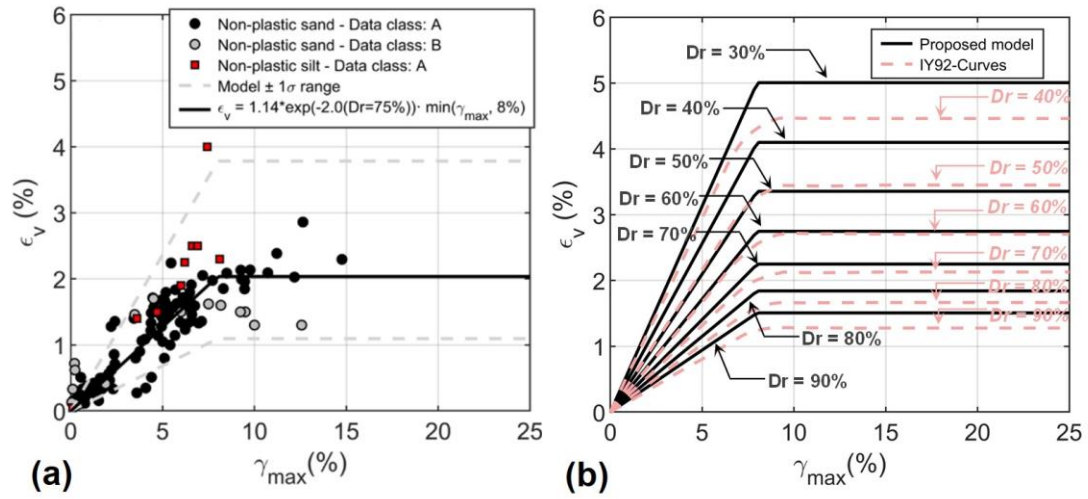 6
5
4
3
2
1
0
ϵv (%)
Non-plastic sand - Data class: A
Non-plastic sand - Data class: B
Non-plastic silt - Data class: A
Model ± 1σ range
ϵv = 1.14*exp(-2.0(Dr=75%))· min(γmax, 8%)
0 5 10 15 20 25
γmax(%)
(a)
6
5
4
3
2
1
0
ϵv (%)
Proposed model
IY92-Curves
Dr = 30%
Dr = 40%
Dr = 40%
Dr = 50%
Dr = 50%
Dr = 60%
Dr = 60%
Dr = 70%
Dr = 70%
Dr = 80%
Dr = 90%
Dr = 80%
Dr = 90%
0 5 10 15 20 25
γmax(%)
(b)